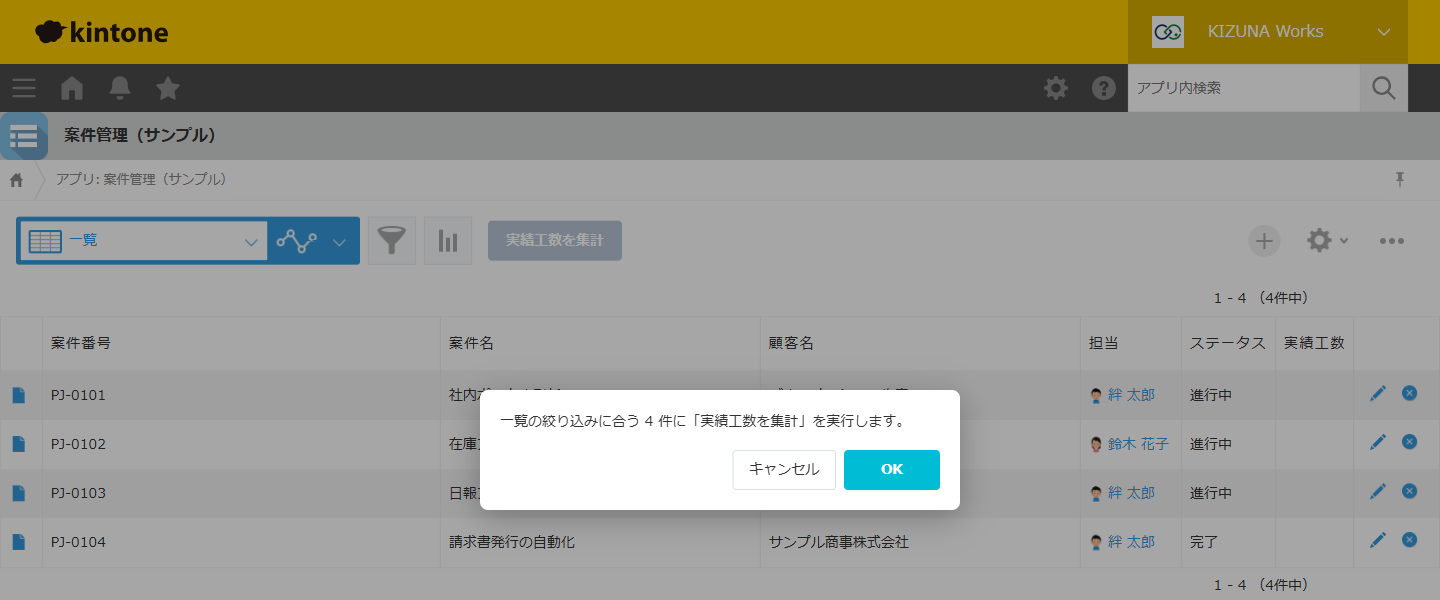 kintone
KIZUNA Works
アプリ内検索
案件管理（サンプル）
アプリ: 案件管理（サンプル）
一覧
実績工数を集計
1 - 4 （4件中）
案件番号 案件名 顧客名 担当 ステータス 実績工数
PJ-0101 社内 絆 太郎 進行中
PJ-0102 在庫 鈴木 花子 進行中
PJ-0103 日報 絆 太郎 進行中
PJ-0104 請求書発行の自動化 サンプル商事株式会社 絆 太郎 完了
一覧の絞り込みに合う 4 件に「実績工数を集計」を実行します。
キャンセル OK
1 - 4 （4件中）